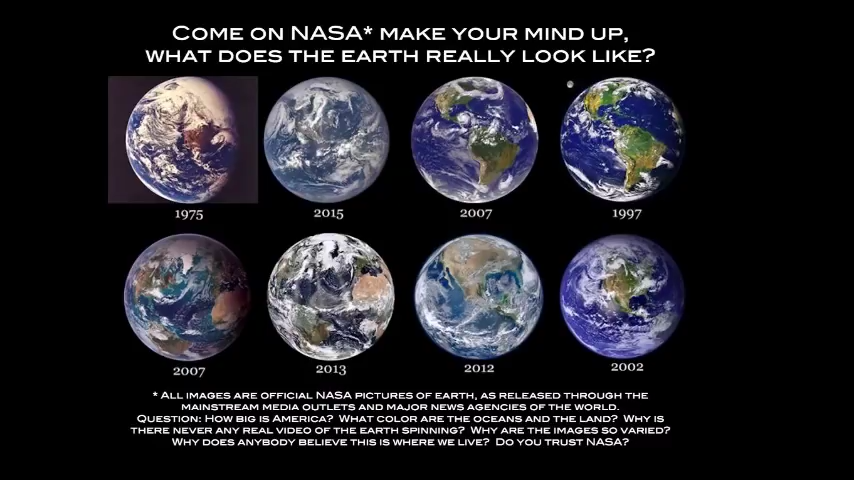 COME ON NASA* MAKE YOUR MIND UP,
WHAT DOES THE EARTH REALLY LOOK LIKE?
1975
2015
2007
1997
2007
2013
2012
2002
* ALL IMAGES ARE OFFICIAL NASA PICTURES OF EARTH, AS RELEASED THROUGH THE
MAINSTREAM MEDIA OUTLETS AND MAJOR NEWS AGENCIES OF THE WORLD.
QUESTION: HOW BIG IS AMERICA? WHAT COLOR ARE THE OCEANS AND THE LAND? WHY IS
THERE NEVER ANY REAL VIDEO OF THE EARTH SPINNING? WHY ARE THE IMAGES SO VARIED?
WHY DOES ANYBODY BELIEVE THIS IS WHERE WE LIVE? DO YOU TRUST NASA?